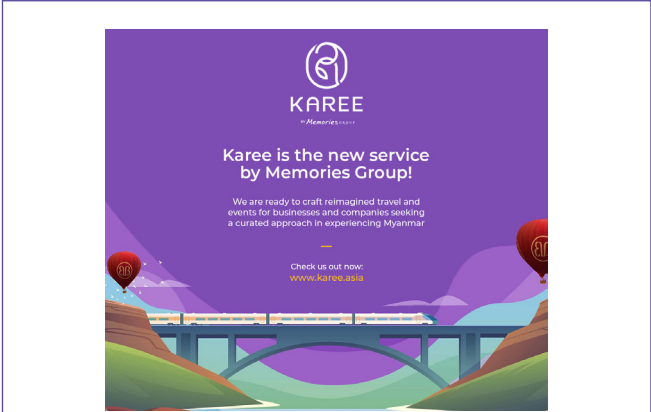 KAREE
BY Memories GROUP
Karee is the new service
by Memories Group!
We are ready to craft reimagined travel and
events for businesses and companies seeking
a curated approach in experiencing Myanmar
Check us out now:
www.karee.asia